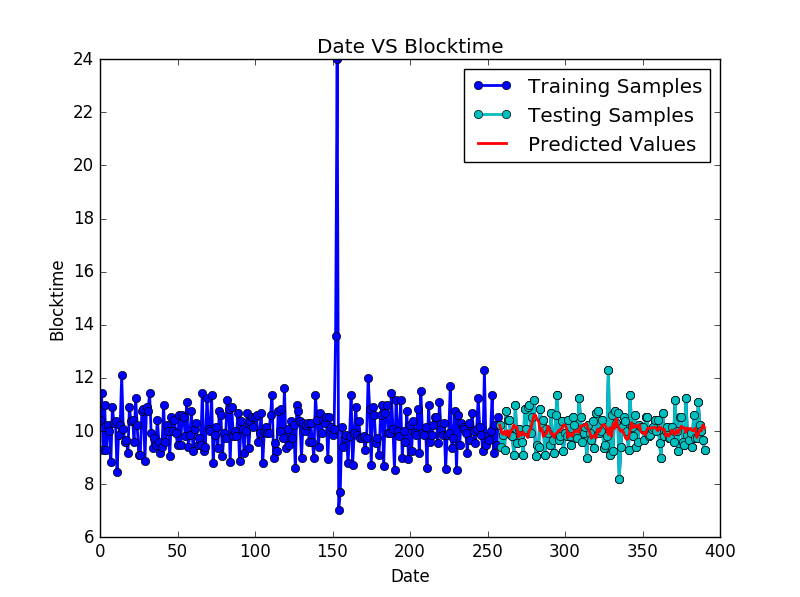 Date VS Blocktime
24
22
20
18
16
14
12
10
8
6
Blocktime
Training Samples
Testing Samples
Predicted Values
0 50 100 150 200 250 300 350 400
Date